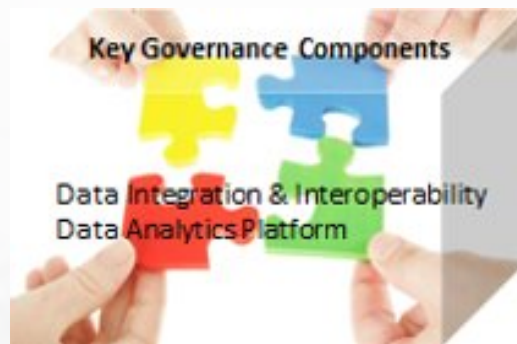 Key Governance Components
Data Integration & Interoperability
Data Analytics Platform